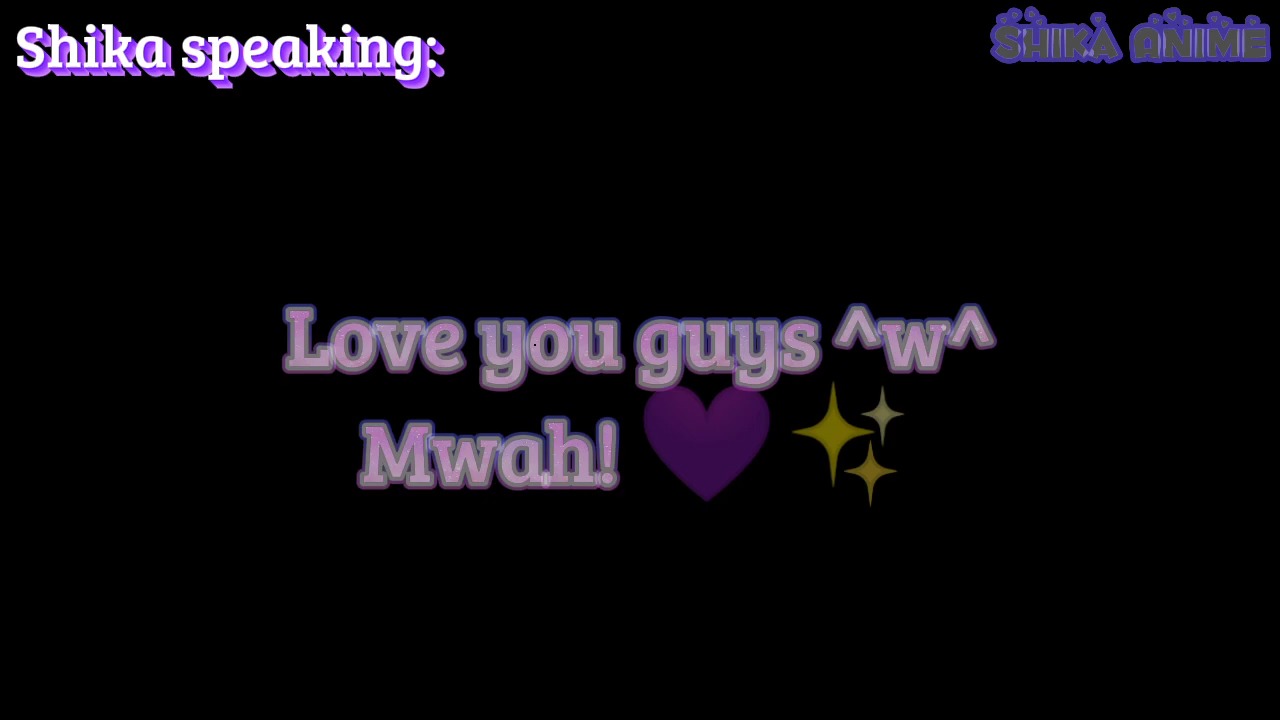 Shika speaking:
SHIKA ANIME
Love you guys ^w^
Mwah! 💜✨